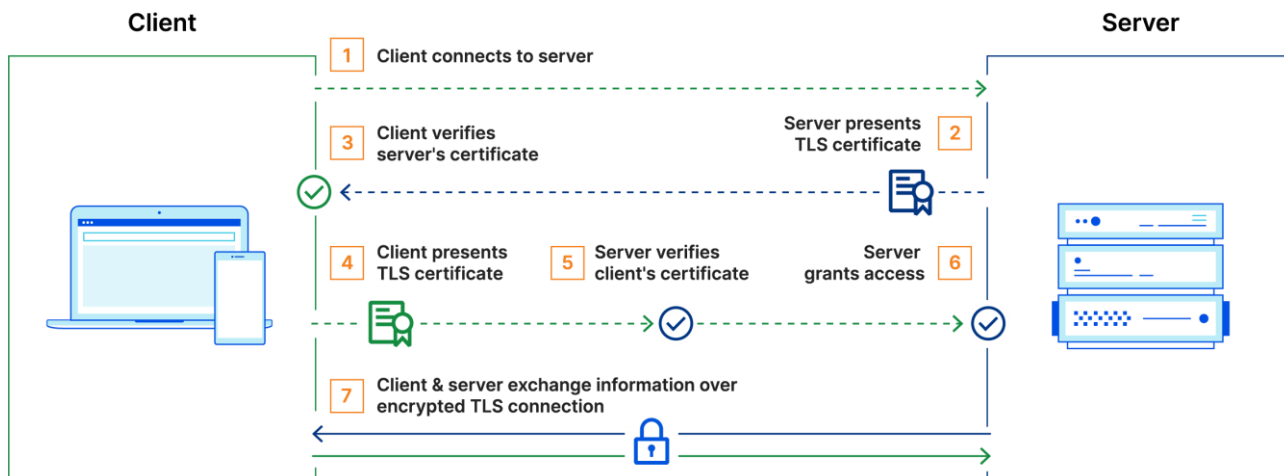 Client
Server
1
Client connects to server
3
Client verifies
server's certificate
Server presents
TLS certificate
2
4
Client presents
TLS certificate
5
Server verifies
client's certificate
Server
grants access
6
7
Client & server exchange information over
encrypted TLS connection